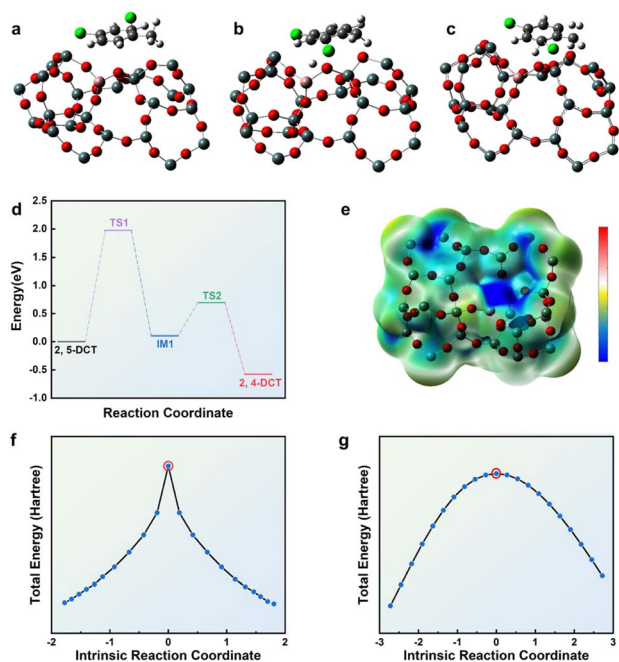 a
b
c
d
2.5
2.0
1.5
1.0
0.5
0.0
-0.5
-1.0
Energy(eV)
TS1
TS2
2, 5-DCT
IM1
2, 4-DCT
Reaction Coordinate
e
f
Total Energy (Hartree)
-2
-1
0
1
2
Intrinsic Reaction Coordinate
g
Total Energy (Hartree)
-3
-2
-1
0
1
2
3
Intrinsic Reaction Coordinate